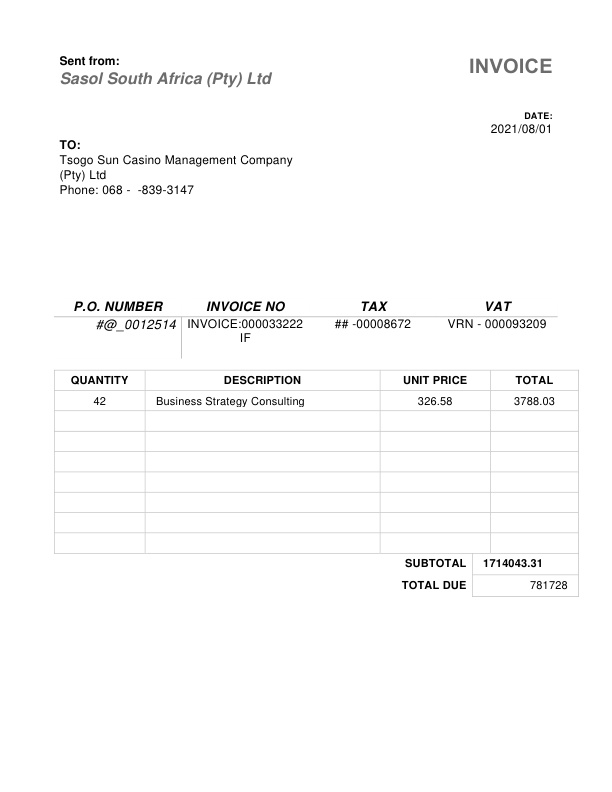 Sent from:
Sasol South Africa (Pty) Ltd
INVOICE
DATE:
2021/08/01
TO:
Tsogo Sun Casino Management Company
(Pty) Ltd
Phone: 068 -  -839-3147
P.O. NUMBER INVOICE NO TAX VAT
#@_0012514 INVOICE:000033222 ## -00008672 VRN - 000093209
IF
QUANTITY DESCRIPTION UNIT PRICE TOTAL
42 Business Strategy Consulting 326.58 3788.03
SUBTOTAL 1714043.31
TOTAL DUE 781728